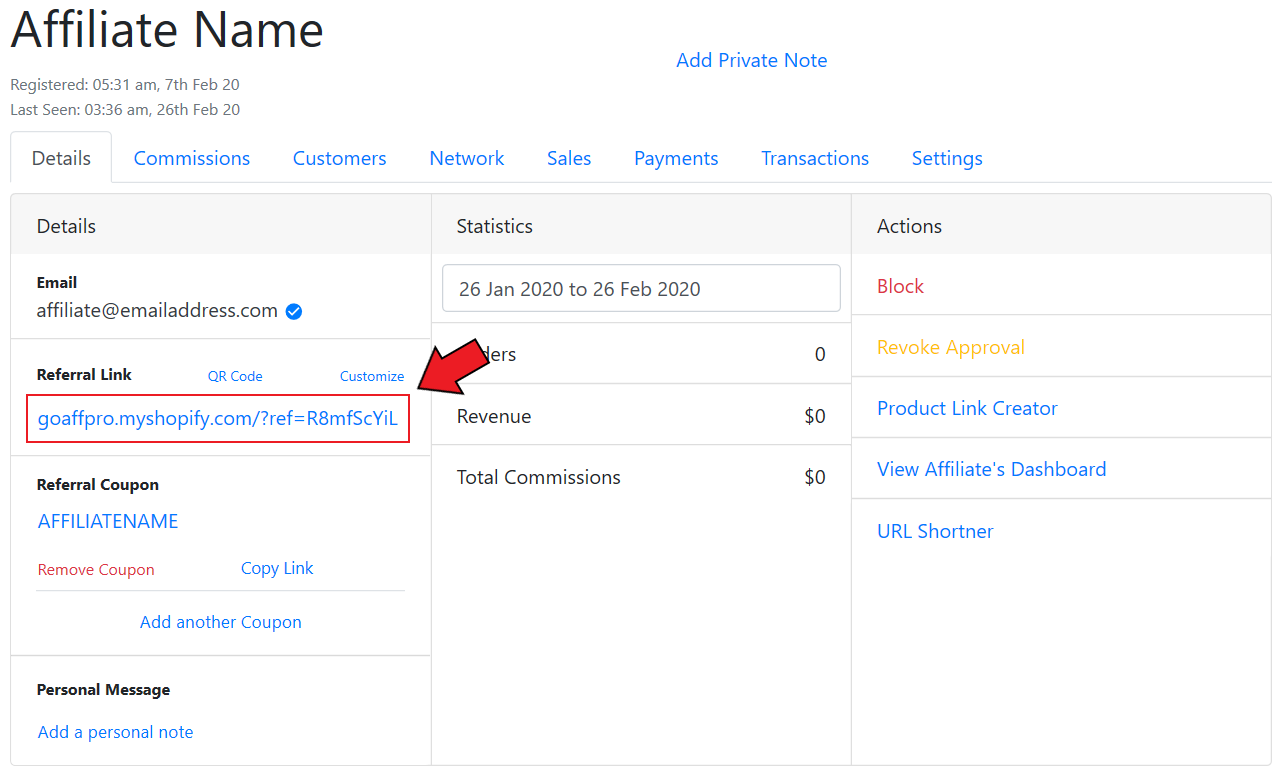 Affiliate Name
Add Private Note
Registered: 05:31 am, 7th Feb 20
Last Seen: 03:36 am, 26th Feb 20
Details Commissions Customers Network Sales Payments Transactions Settings
Details
Email
affiliate@emailaddress.com
Referral Link QR Code Customize
goaffpro.myshopify.com/?ref=R8mfScYiL
Referral Coupon
AFFILIATENAME
Remove Coupon Copy Link
Add another Coupon
Personal Message
Add a personal note
Statistics
26 Jan 2020 to 26 Feb 2020
ders 0
Revenue $0
Total Commissions $0
Actions
Block
Revoke Approval
Product Link Creator
View Affiliate's Dashboard
URL Shortner